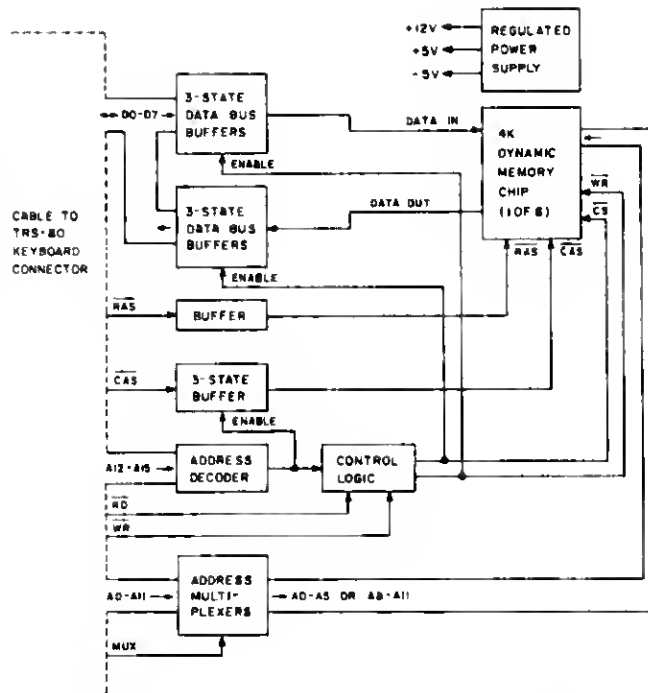 +12V
+5V
-5V
REGULATED
POWER
SUPPLY
3-STATE
DATA BUS
BUFFERS
D0-D7
DATA IN
4K
DYNAMIC
MEMORY
CHIP
(1 OF 8)
ENABLE
WR
CS
3-STATE
DATA BUS
BUFFERS
DATA OUT
RAS
CAS
CABLE TO
TRS-80
KEYBOARD
CONNECTOR
ENABLE
RAS
BUFFER
CAS
3-STATE
BUFFER
ENABLE
A12-A15
ADDRESS
DECODER
CONTROL
LOGIC
RD
WR
A0-A11
ADDRESS
MULTI-
PLEXERS
A0-A5 OR A6-A11
MUX